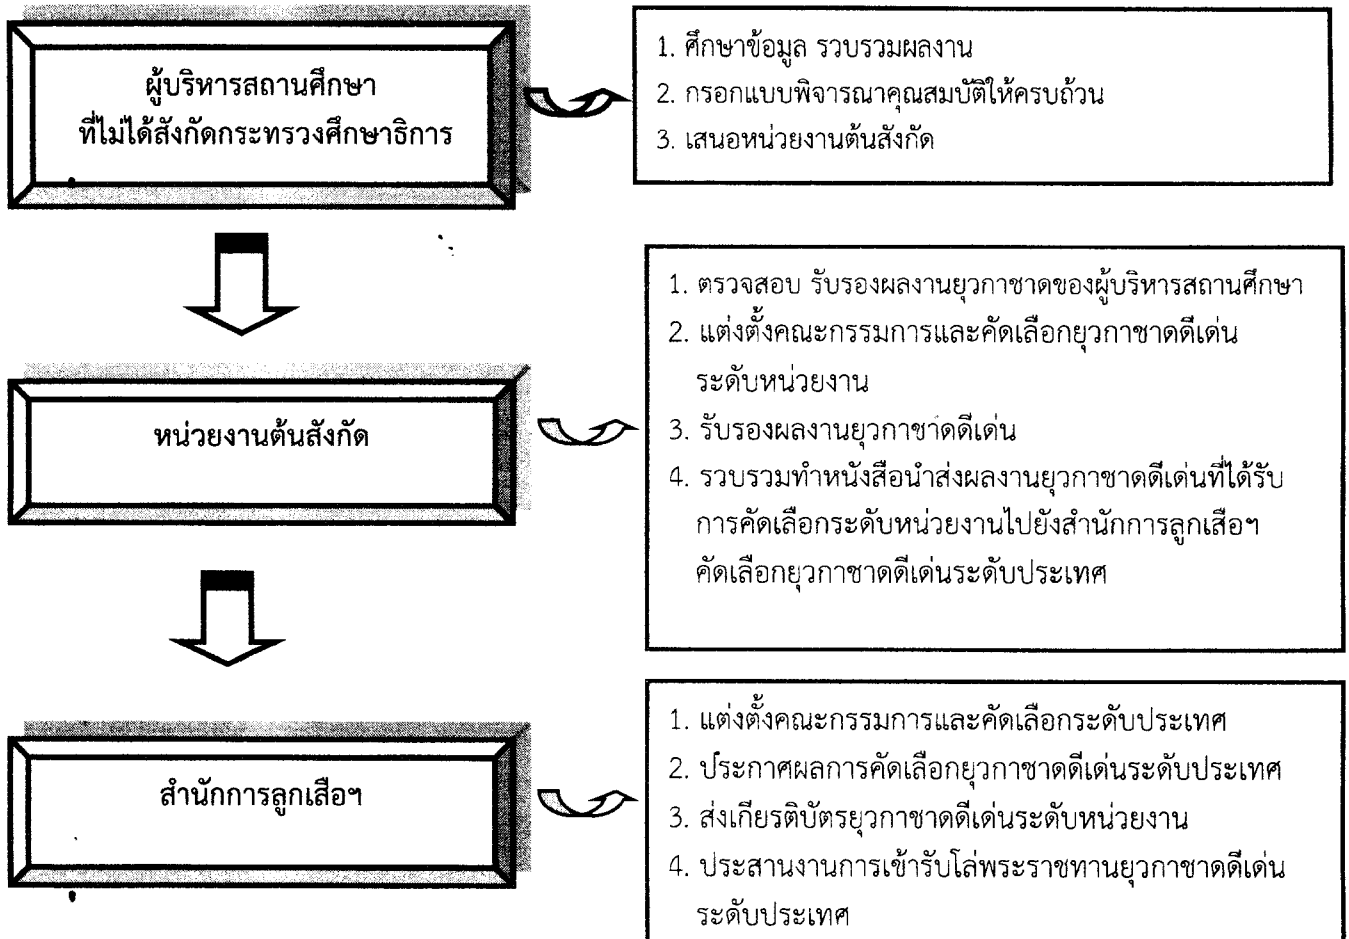 ผู้บริหารสถานศึกษา
ที่ไม่ได้สังกัดกระทรวงศึกษาธิการ
1. ศึกษาข้อมูล รวบรวมผลงาน
2. กรอกแบบพิจารณาคุณสมบัติให้ครบถ้วน
3. เสนอหน่วยงานต้นสังกัด
หน่วยงานต้นสังกัด
1. ตรวจสอบ รับรองผลงานยุวกาชาดของผู้บริหารสถานศึกษา
2. แต่งตั้งคณะกรรมการและคัดเลือกยุวกาชาดดีเด่น
ระดับหน่วยงาน
3. รับรองผลงานยุวกาชาดดีเด่น
4. รวบรวมทำหนังสือนำส่งผลงานยุวกาชาดดีเด่นที่ได้รับ
การคัดเลือกระดับหน่วยงานไปยังสำนักการลูกเสือฯ
คัดเลือกยุวกาชาดดีเด่นระดับประเทศ
สำนักการลูกเสือฯ
1. แต่งตั้งคณะกรรมการและคัดเลือกระดับประเทศ
2. ประกาศผลการคัดเลือกยุวกาชาดดีเด่นระดับประเทศ
3. ส่งเกียรติบัตรยุวกาชาดดีเด่นระดับหน่วยงาน
4. ประสานงานการเข้ารับโล่พระราชทานยุวกาชาดดีเด่น
ระดับประเทศ